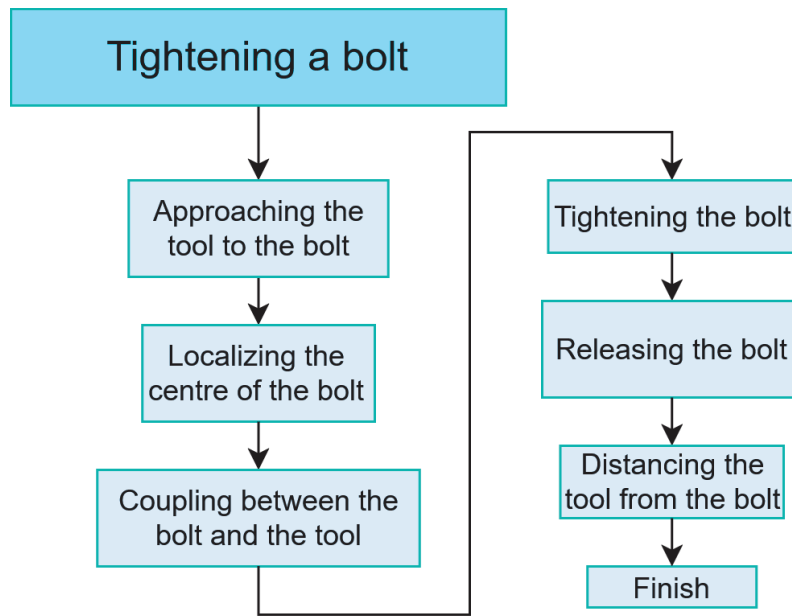 Tightening a bolt
Approaching the
tool to the bolt
Localizing the
centre of the bolt
Coupling between the
bolt and the tool
Tightening the bolt
Releasing the bolt
Distancing the
tool from the bolt
Finish